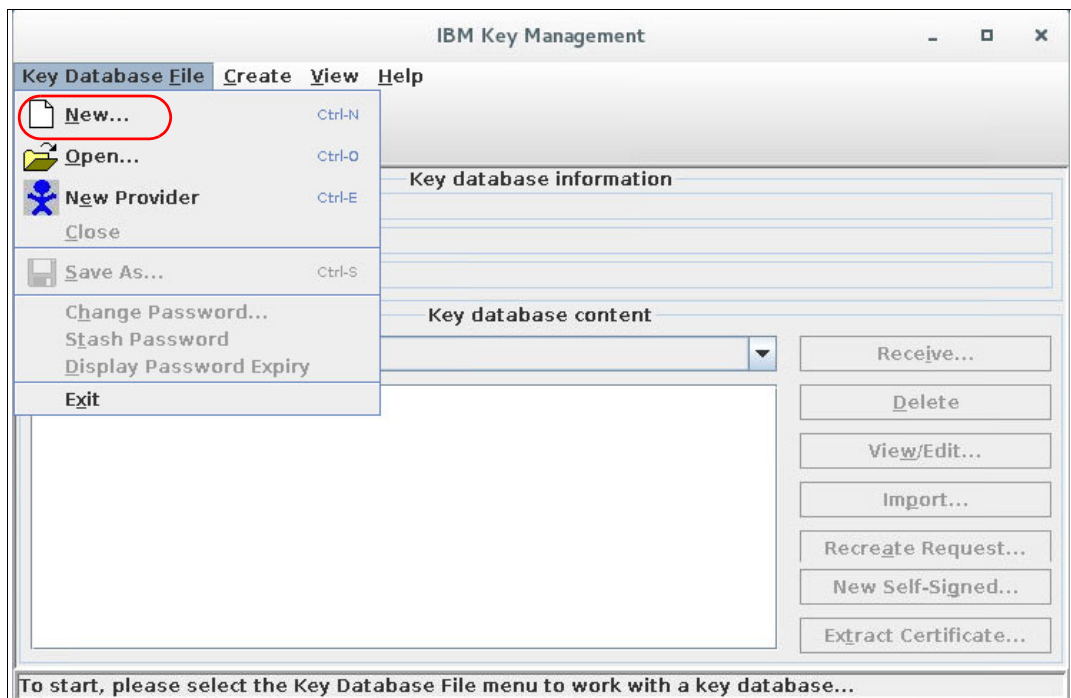 IBM Key Management
Key Database File Create View Help
New... Ctrl-N
Open... Ctrl-O
New Provider Ctrl-E
Close
Save As... Ctrl-S
Change Password...
Stash Password
Display Password Expiry
Exit
Key database information
Key database content
Receive...
Delete
View/Edit...
Import...
Recreate Request...
New Self-Signed...
Extract Certificate...
To start, please select the Key Database File menu to work with a key database...